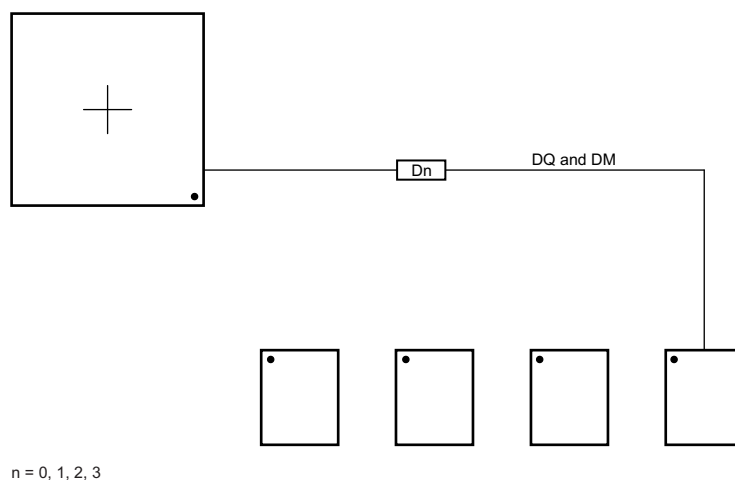 DQ and DM
Dn
n = 0, 1, 2, 3